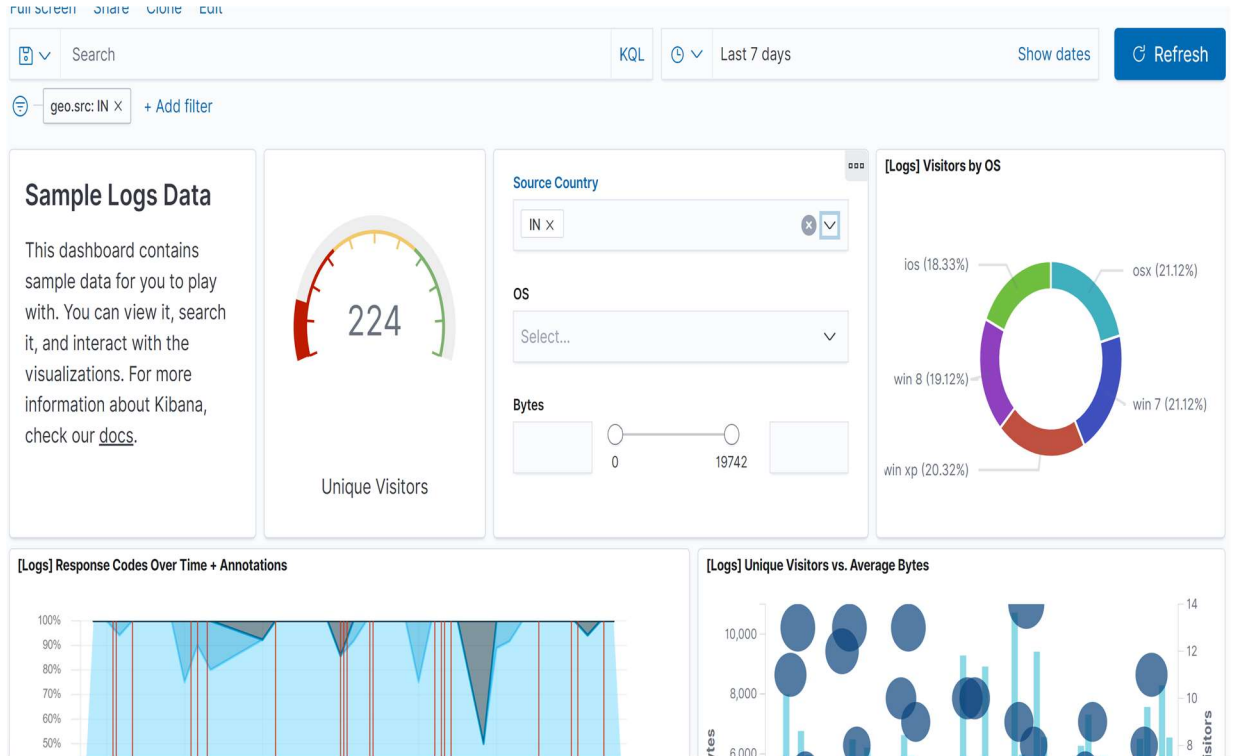 Full screen Share Clone Edit
Search KQL Last 7 days Show dates Refresh
geo.src: IN × + Add filter
Sample Logs Data
This dashboard contains
sample data for you to play
with. You can view it, search
it, and interact with the
visualizations. For more
information about Kibana,
check our docs.
224
Unique Visitors
Source Country
IN ×
OS
Select...
Bytes
0 19742
[Logs] Visitors by OS
ios (18.33%)
osx (21.12%)
win 8 (19.12%)
win 7 (21.12%)
win xp (20.32%)
[Logs] Response Codes Over Time + Annotations
100%
90%
80%
70%
60%
50%
[Logs] Unique Visitors vs. Average Bytes
10,000
8,000
6,000
14
12
10
8